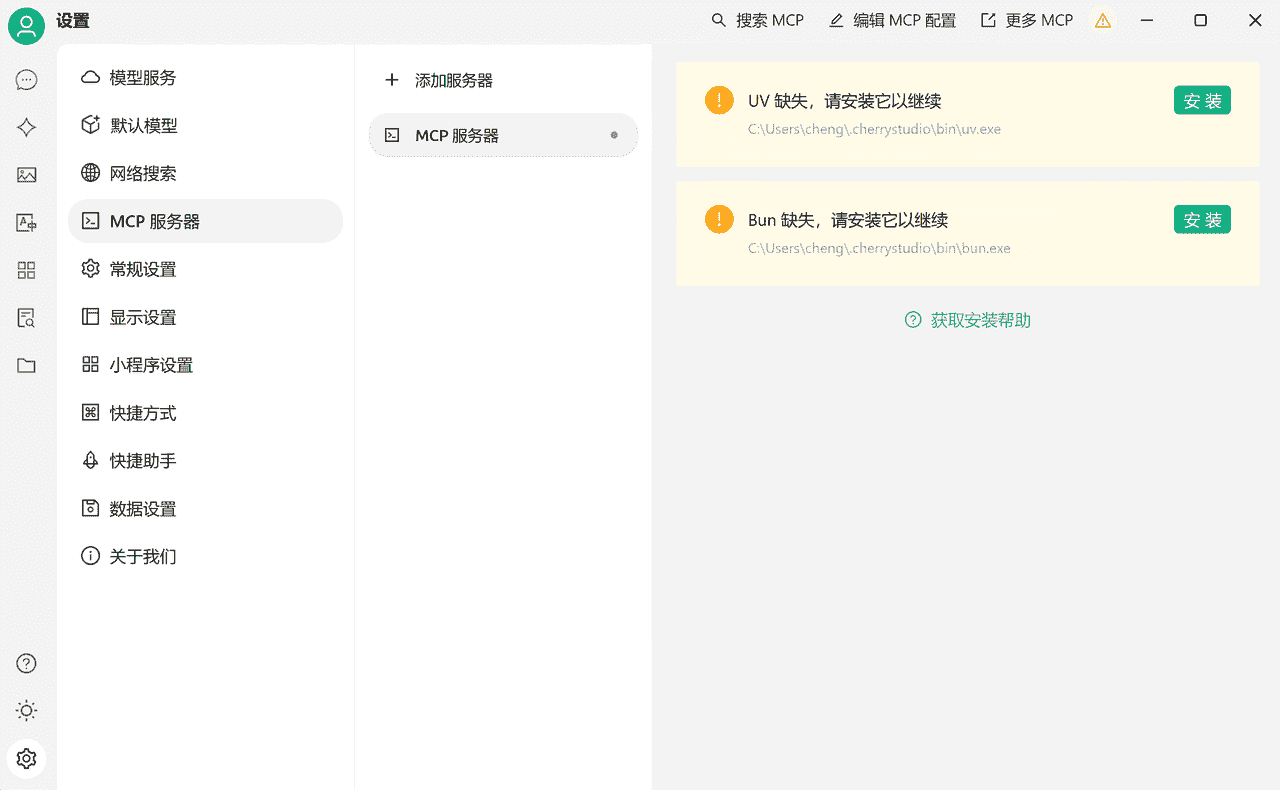 设置
搜索 MCP
编辑 MCP 配置
更多 MCP
模型服务
默认模型
网络搜索
MCP 服务器
常规设置
显示设置
小程序设置
快捷方式
快捷助手
数据设置
关于我们
添加服务器
MCP 服务器
UV 缺失，请安装它以继续
C:\Users\cheng\.cherrystudio\bin\uv.exe
安装
Bun 缺失，请安装它以继续
C:\Users\cheng\.cherrystudio\bin\bun.exe
安装
获取安装帮助